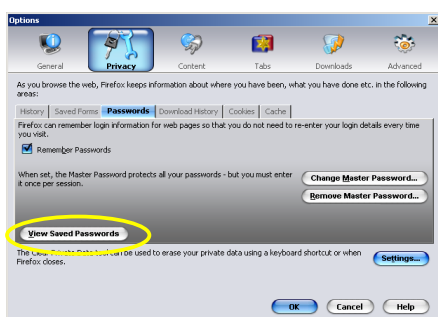 Options
General Privacy Content Tabs Downloads Advanced
As you browse the web, Firefox keeps information about where you have been, what you have done etc. in the following
areas:
History Saved Forms Passwords Download History Cookies Cache
Firefox can remember login information for web pages so that you do not need to re-enter your login details every time
you visit.
Remember Passwords
When set, the Master Password protects all your passwords - but you must enter
it once per session.
Change Master Password...
Remove Master Password...
View Saved Passwords
The Clear Private Data tool can be used to erase your private data using a keyboard shortcut or when
Firefox closes.
Settings...
OK Cancel Help